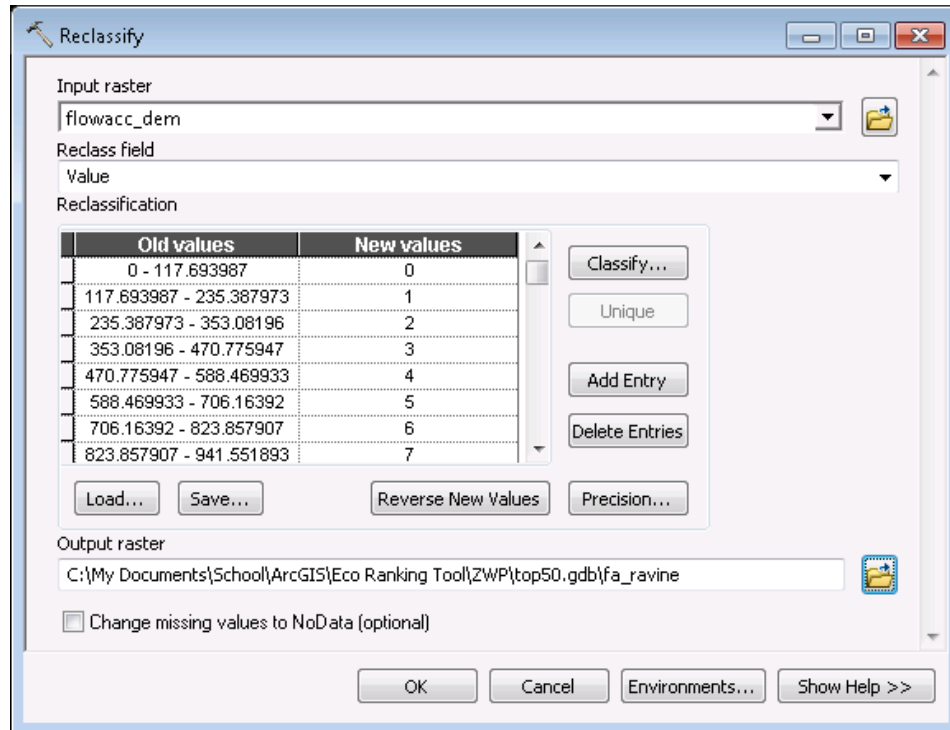 Reclassify
Input raster
flowacc_dem
Reclass field
Value
Reclassification
Old values New values
0 - 117.693987 0
117.693987 - 235.387973 1
235.387973 - 353.08196 2
353.08196 - 470.775947 3
470.775947 - 588.469933 4
588.469933 - 706.16392 5
706.16392 - 823.857907 6
823.857907 - 941.551893 7
Classify...
Unique
Add Entry
Delete Entries
Load... Save... Reverse New Values Precision...
Output raster
C:\My Documents\School\ArcGIS\Eco Ranking Tool\ZWP\top50.gdb\fa_ravine
Change missing values to NoData (optional)
OK Cancel Environments... Show Help >>